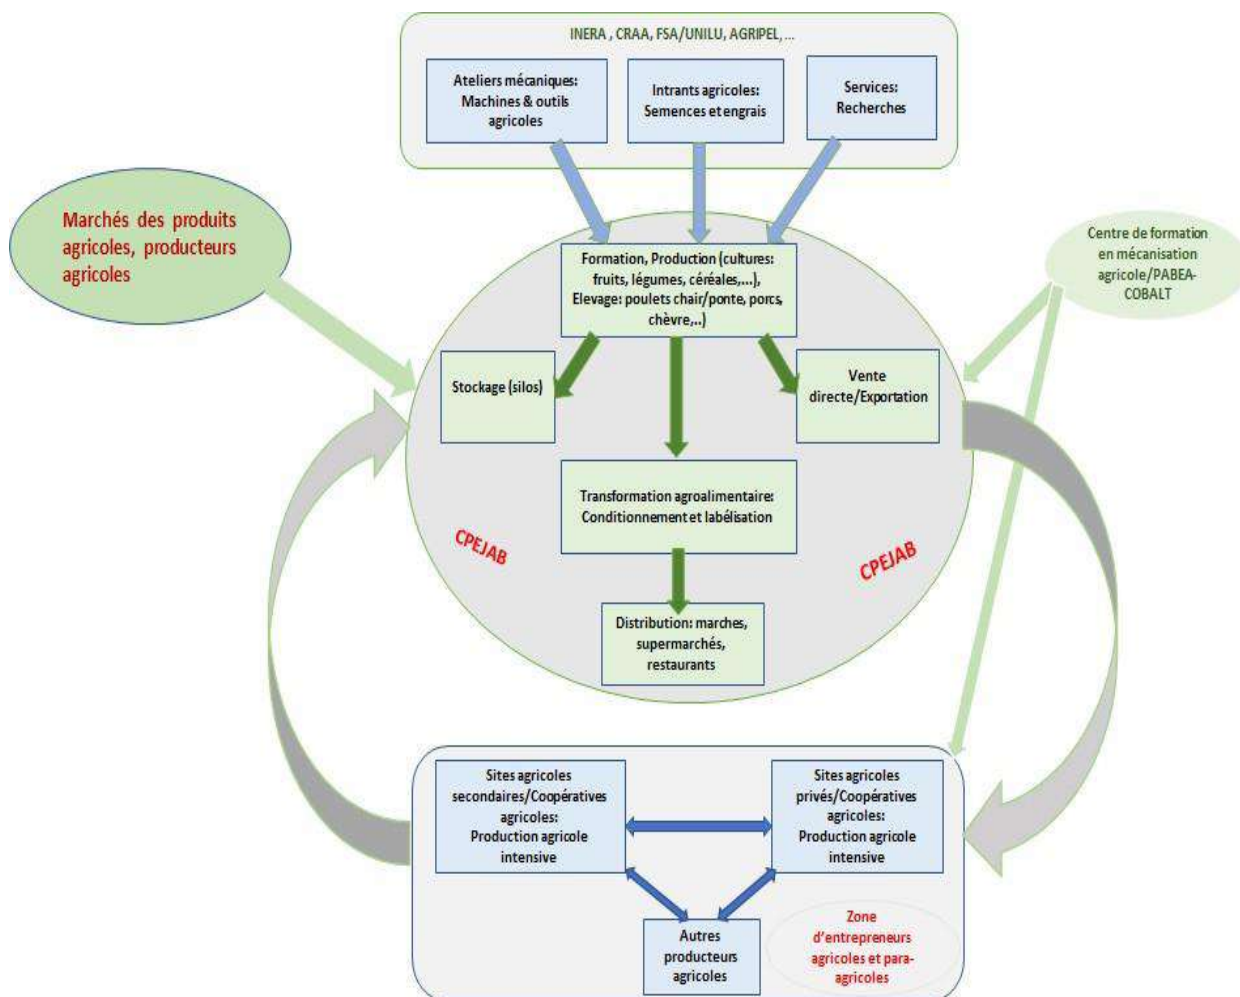 INERA , CRAA, FSA/UNILU, AGRIPEL, ...
Ateliers mécaniques:
Machines & outils
agricoles
Intrants agricoles:
Semences et engrais
Services:
Recherches
Marchés des produits
agricoles, producteurs
agricoles
Centre de formation
en mécanisation
agricole/PABEA-
COBALT
Formation, Production (cultures:
fruits, légumes, céréales,...),
Elevage: poulets chair/ponte, porcs,
chèvre,..)
Stockage (silos)
Vente
directe/Exportation
Transformation agroalimentaire:
Conditionnement et labélisation
CPEJAB
CPEJAB
Distribution: marches,
supermarchés,
restaurants
Sites agricoles
secondaires/Coopératives
agricoles:
Production agricole
intensive
Sites agricoles
privés/Coopératives
agricoles:
Production agricole
intensive
Autres
producteurs
agricoles
Zone
d'entrepreneurs
agricoles et para-
agricoles